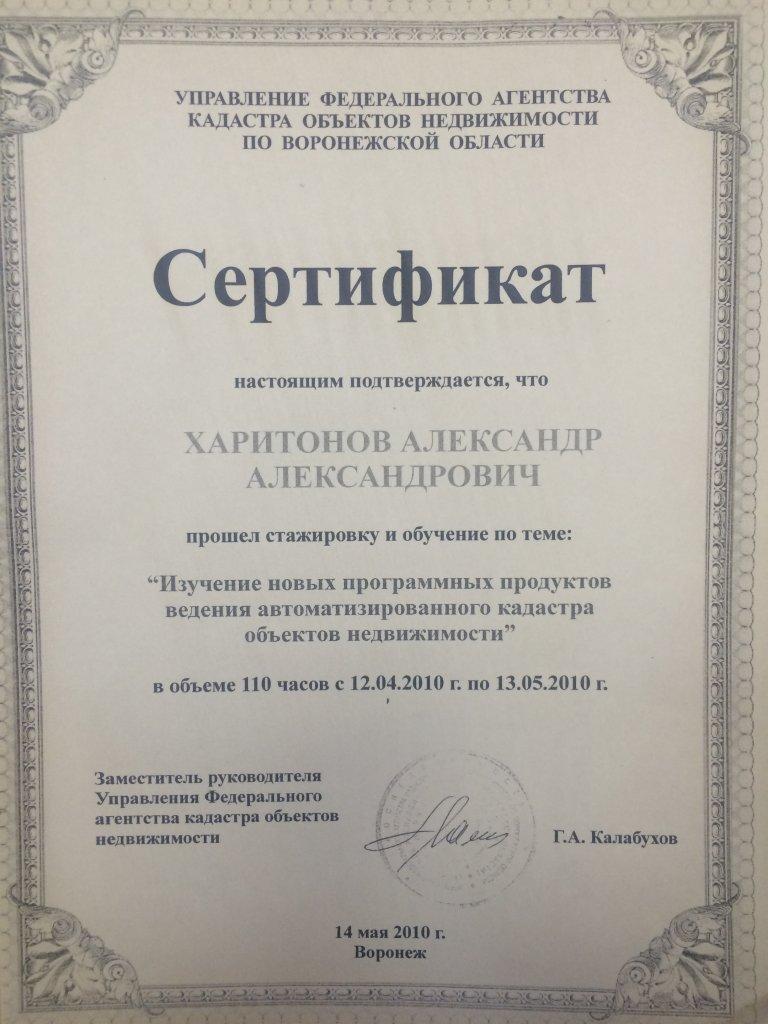 УПРАВЛЕНИЕ ФЕДЕРАЛЬНОГО АГЕНТСТВА
КАДАСТРА ОБЪЕКТОВ НЕДВИЖИМОСТИ
ПО ВОРОНЕЖСКОЙ ОБЛАСТИ
Сертификат
настоящим подтверждается, что
ХАРИТОНОВ АЛЕКСАНДР
АЛЕКСАНДРОВИЧ
прошел стажировку и обучение по теме:
“Изучение новых программных продуктов
ведения автоматизированного кадастра
объектов недвижимости”
в объеме 110 часов с 12.04.2010 г. по 13.05.2010 г.
Заместитель руководителя
Управления Федерального
агентства кадастра объектов
недвижимости
Г.А. Калабухов
14 мая 2010 г.
Воронеж